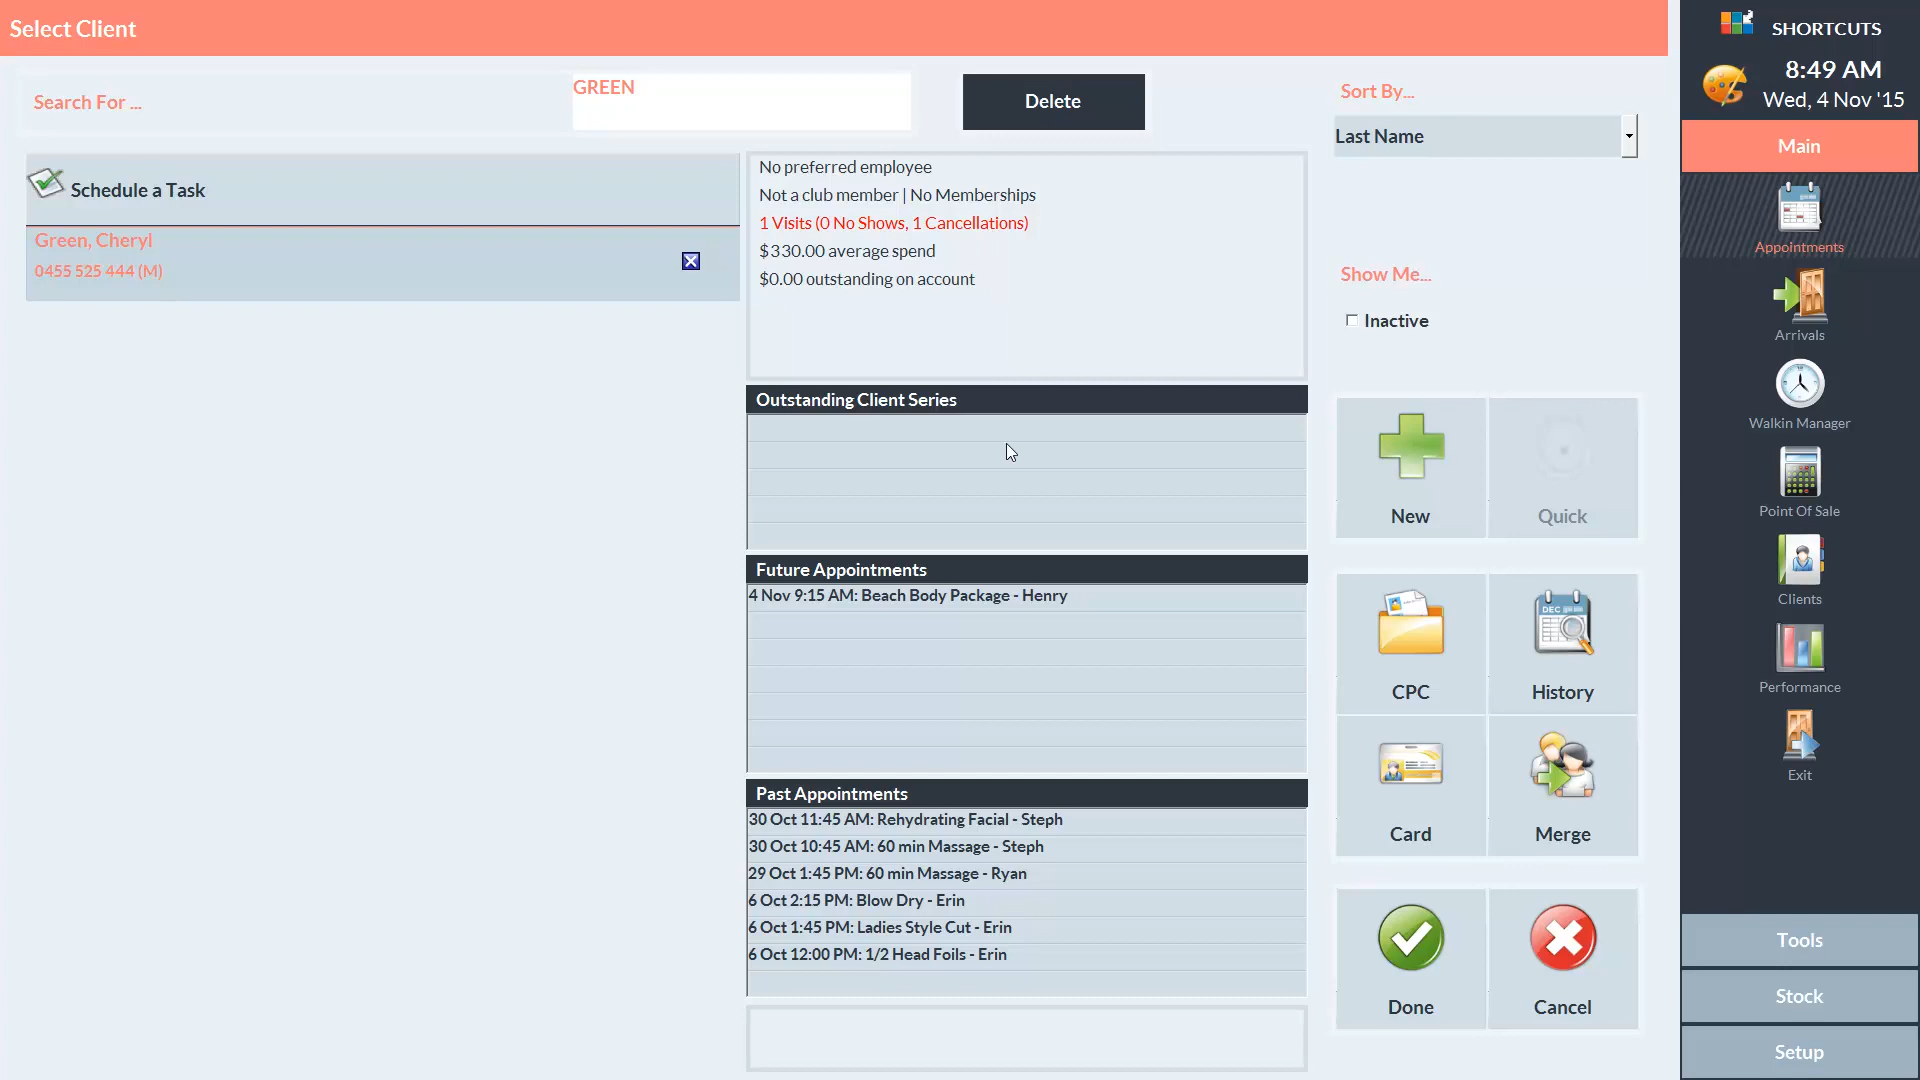 Select Client
Search For ...
GREEN
Delete
Schedule a Task
Green, Cheryl
0455 525 444 (M)
No preferred employee
Not a club member | No Memberships
1 Visits (0 No Shows, 1 Cancellations)
$330.00 average spend
$0.00 outstanding on account
Outstanding Client Series
Future Appointments
4 Nov 9:15 AM: Beach Body Package - Henry
Past Appointments
30 Oct 11:45 AM: Rehydrating Facial - Steph
30 Oct 10:45 AM: 60 min Massage - Steph
29 Oct 1:45 PM: 60 min Massage - Ryan
6 Oct 2:15 PM: Blow Dry - Erin
6 Oct 1:45 PM: Ladies Style Cut - Erin
6 Oct 12:00 PM: 1/2 Head Foils - Erin
Sort By...
Last Name
Show Me...
Inactive
New
Quick
CPC
DEC
History
Card
Merge
Done
Cancel
SHORTCUTS
8:49 AM
Wed, 4 Nov '15
Main
Appointments
Arrivals
Walkin Manager
Point Of Sale
Clients
Performance
Exit
Tools
Stock
Setup